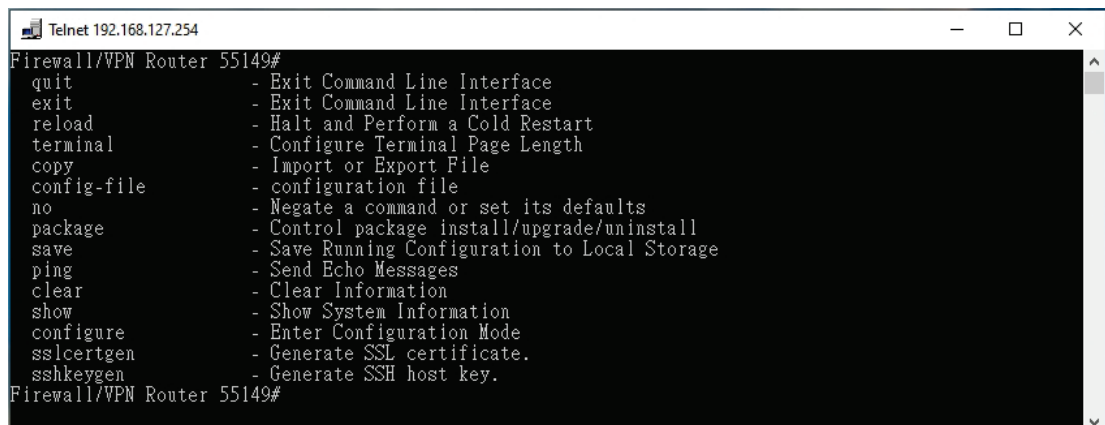 Telnet 192.168.127.254
Firewall/VPN Router 55149#
quit - Exit Command Line Interface
exit - Exit Command Line Interface
reload - Halt and Perform a Cold Restart
terminal - Configure Terminal Page Length
copy - Import or Export File
config-file - configuration file
no - Negate a command or set its defaults
package - Control package install/upgrade/uninstall
save - Save Running Configuration to Local Storage
ping - Send Echo Messages
clear - Clear Information
show - Show System Information
configure - Enter Configuration Mode
sslcertgen - Generate SSL certificate.
sshkeygen - Generate SSH host key.
Firewall/VPN Router 55149#